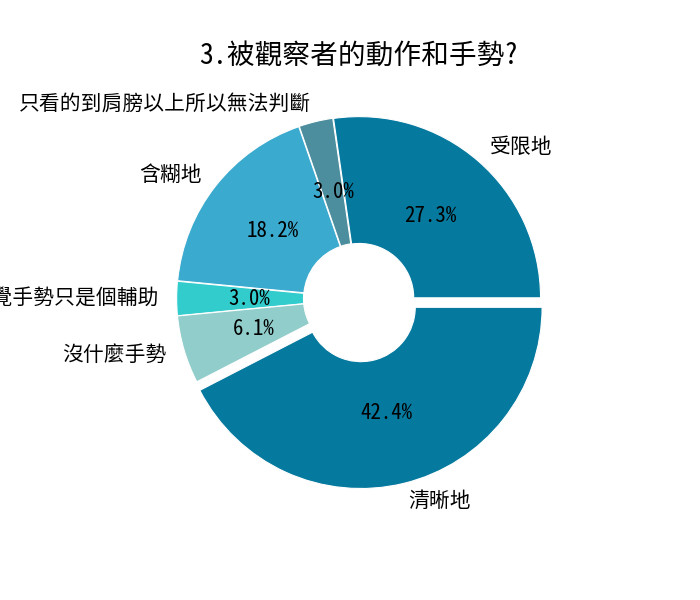 3.被觀察者的動作和手勢?
只看的到肩膀以上所以無法判斷
受限地
含糊地
3.0%
27.3%
18.2%
覺手勢只是個輔助
3.0%
6.1%
沒什麼手勢
42.4%
清晰地